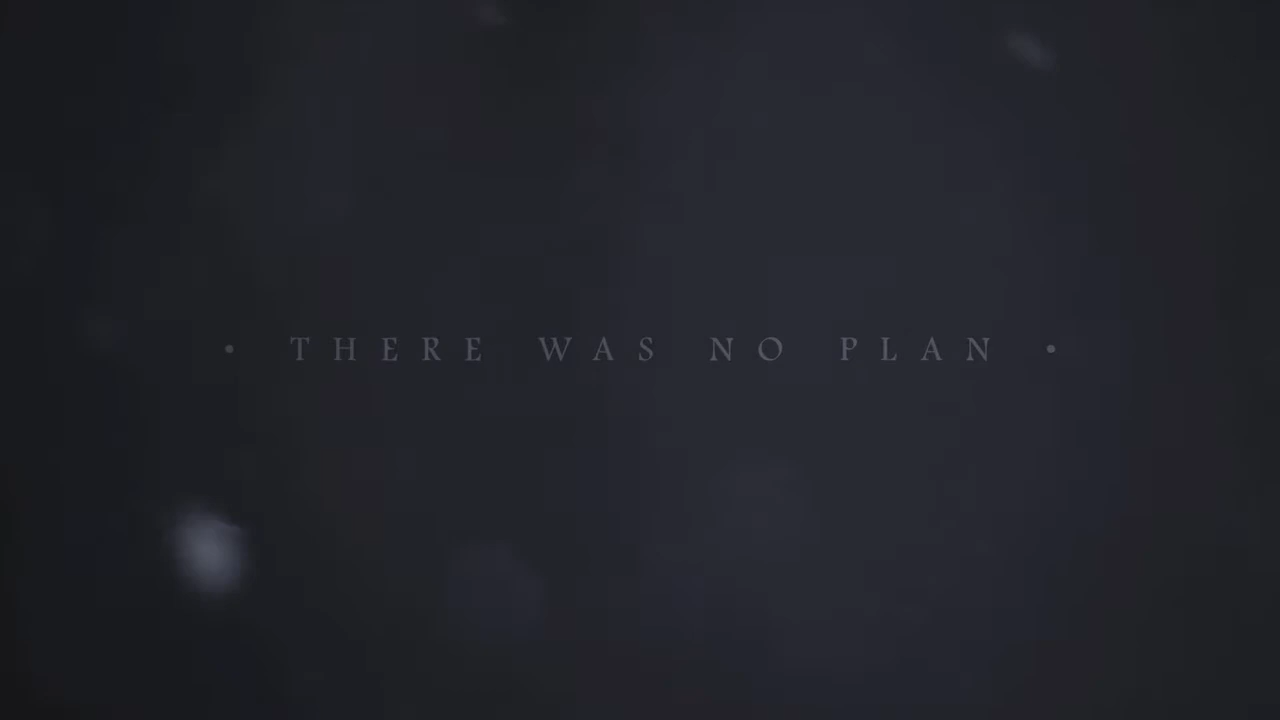 • THERE WAS NO PLAN •